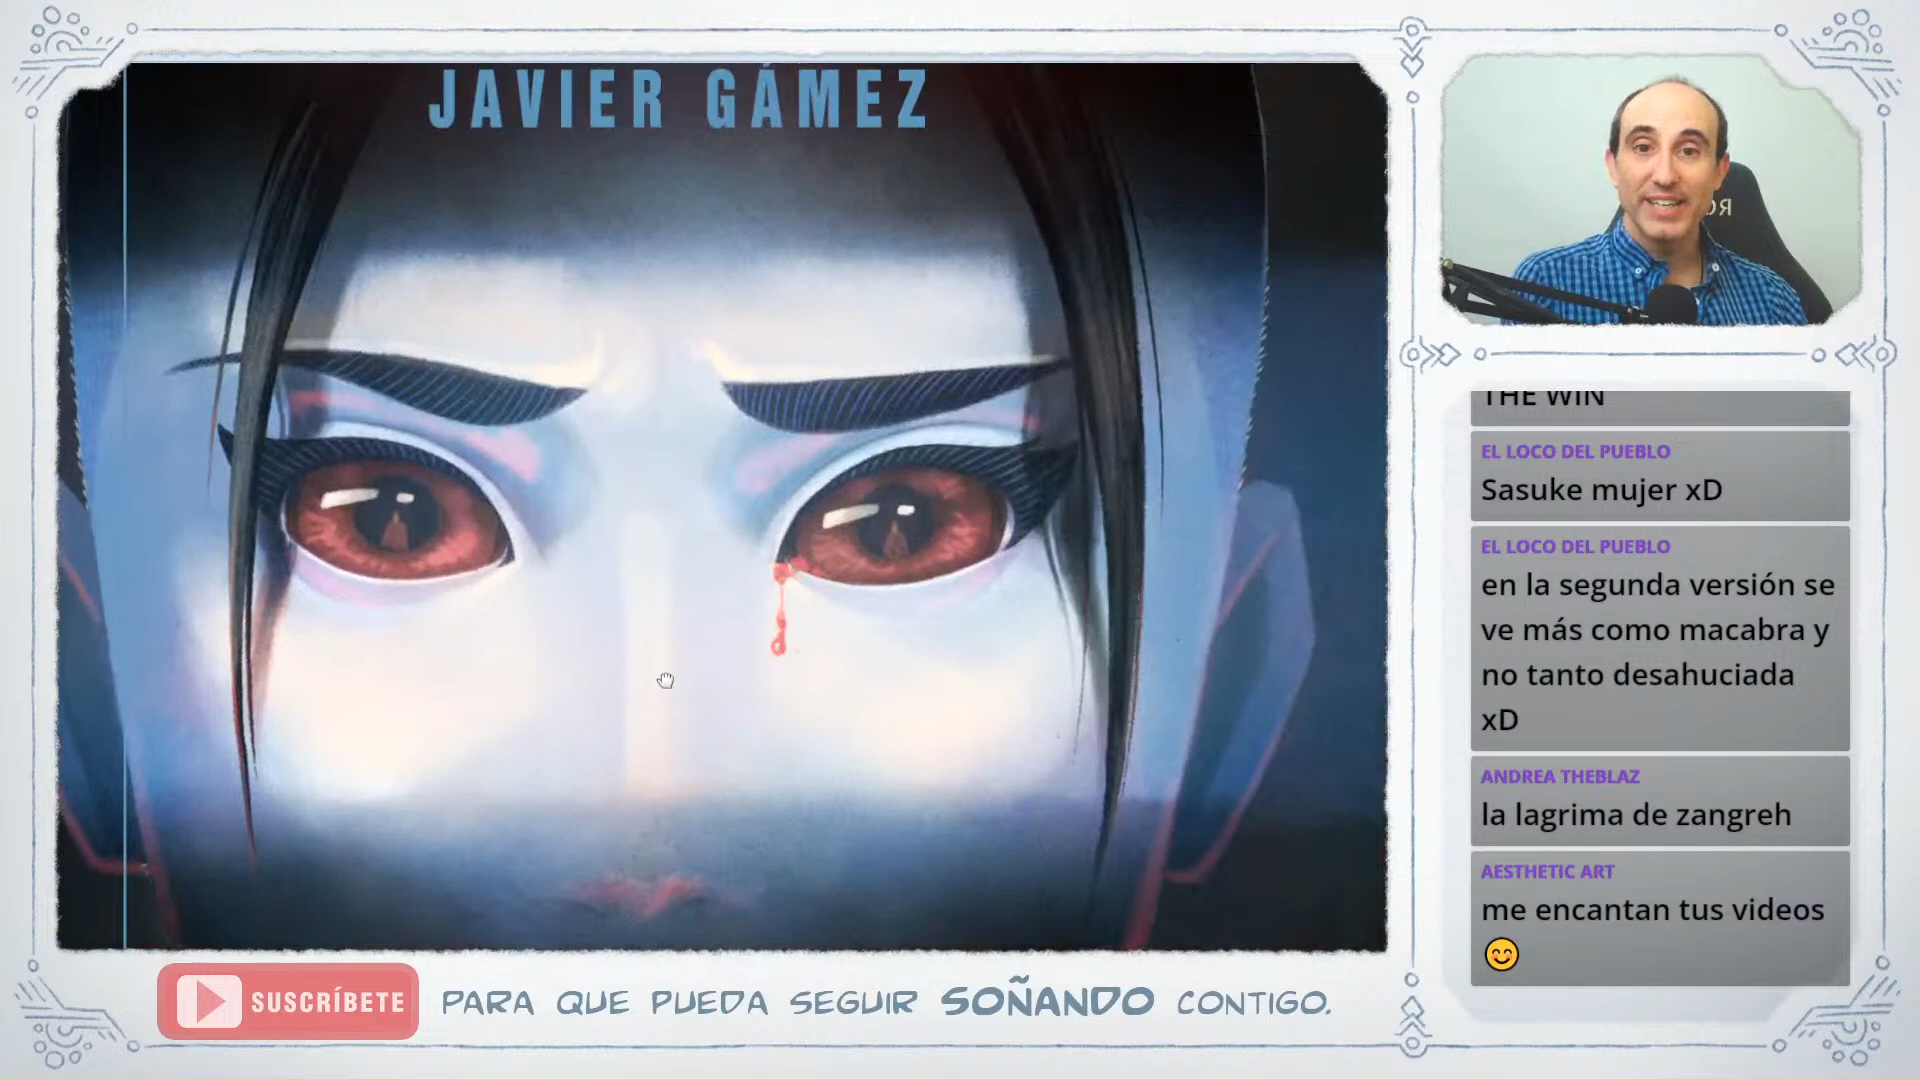 JAVIER GÁMEZ
THE WIN
EL LOCO DEL PUEBLO
Sasuke mujer xD
EL LOCO DEL PUEBLO
en la segunda versión se
ve más como macabra y
no tanto desahuciada
xD
ANDREA THEBLAZ
la lagrima de zangreh
AESTHETIC ART
me encantan tus videos
😊
SUSCRÍBETE PARA QUE PUEDA SEGUIR SOÑANDO CONTIGO.